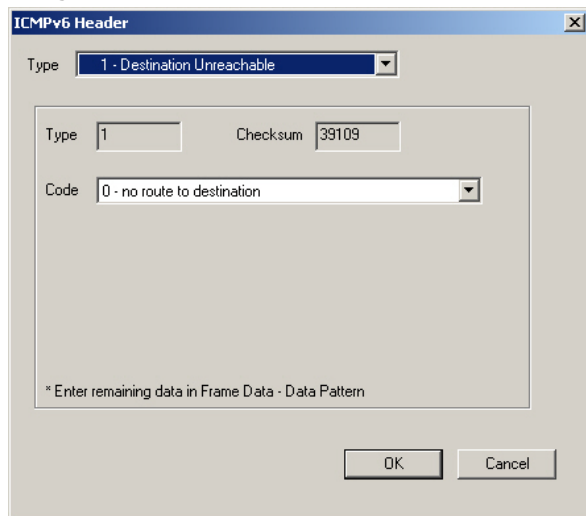 ICMPv6 Header
Type 1 - Destination Unreachable
Type 1 Checksum 39109
Code 0 - no route to destination
* Enter remaining data in Frame Data - Data Pattern
OK Cancel